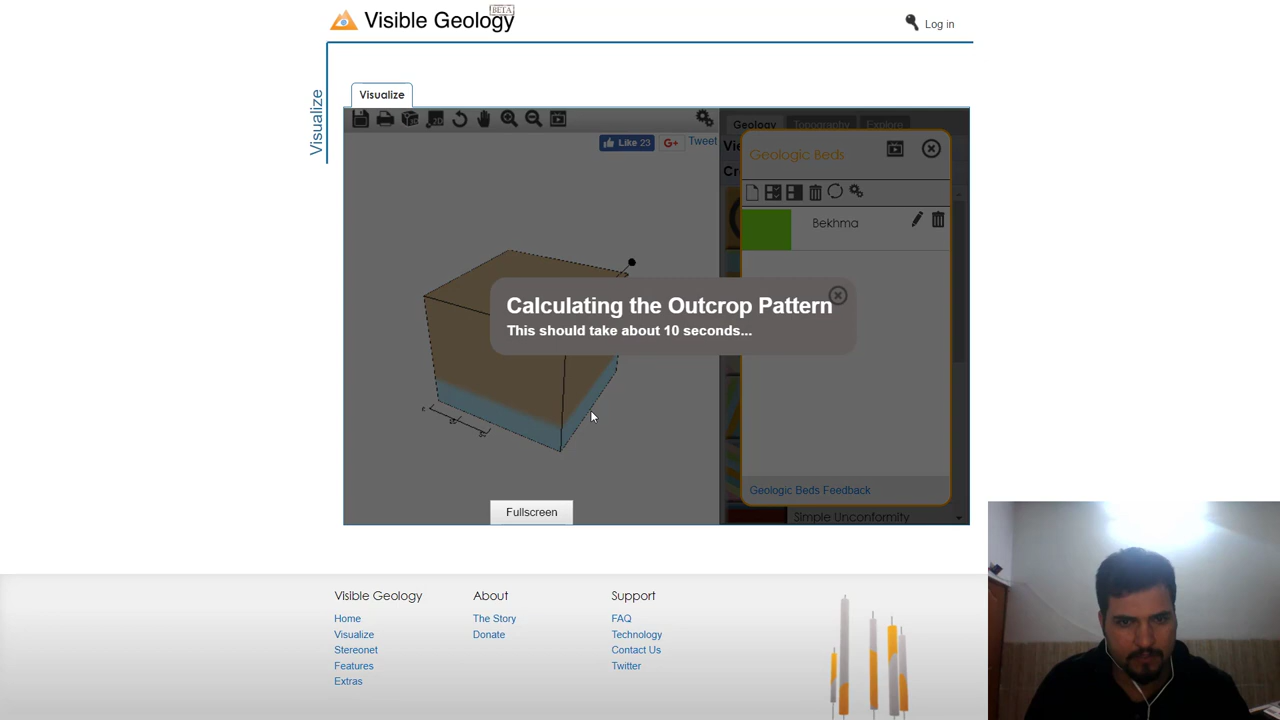 BETA
Visible Geology
Log in
Visualize
Visualize
Geology Topography Explore
Like 23
Tweet
Geologic Beds
Bekhma
Calculating the Outcrop Pattern
This should take about 10 seconds...
Geologic Beds Feedback
Fullscreen
Simple Unconformity
Visible Geology
Home
Visualize
Stereonet
Features
Extras
About
The Story
Donate
Support
FAQ
Technology
Contact Us
Twitter